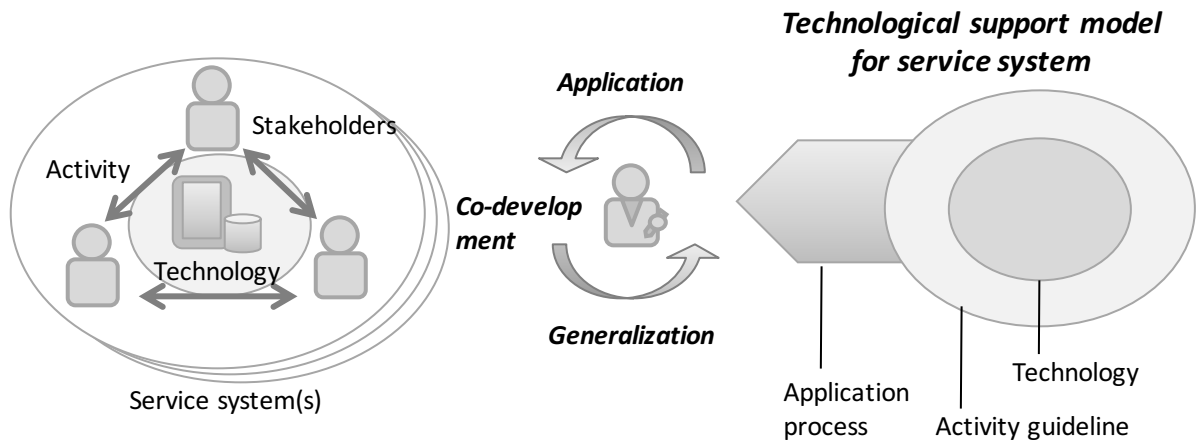 Technological support model
for service system
Application
Stakeholders
Activity
Co-develop
ment
Technology
Generalization
Service system(s)
Technology
Application
process
Activity guideline